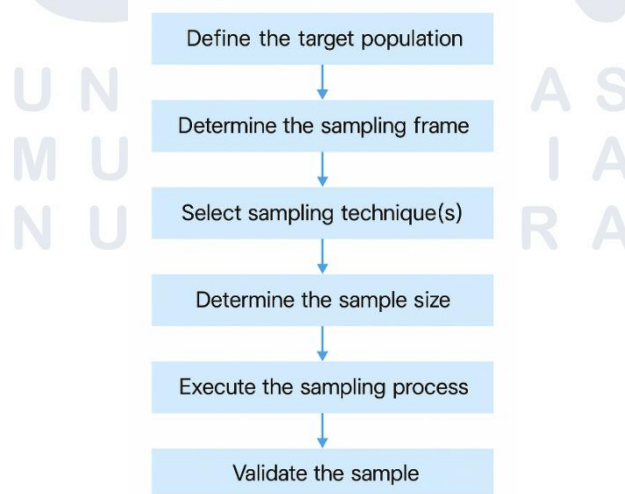 Define the target population
U N AS
Determine the sampling frame
M U I A
Select sampling technique(s)
N U R A
Determine the sample size
Execute the sampling process
Validate the sample